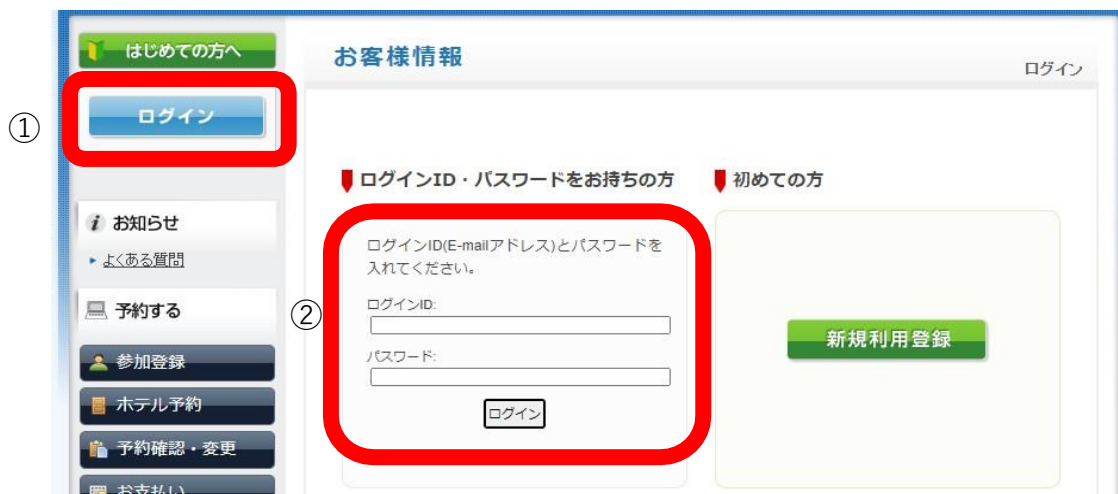 はじめての方へ
お客様情報
ログイン
①
ログイン
ログインID・パスワードをお持ちの方
初めての方
お知らせ
よくある質問
ログインID(E-mailアドレス)とパスワードを
入れてください。
予約する
②
ログインID:
新規利用登録
パスワード:
参加登録
ホテル予約
ログイン
予約確認・変更
お支払い